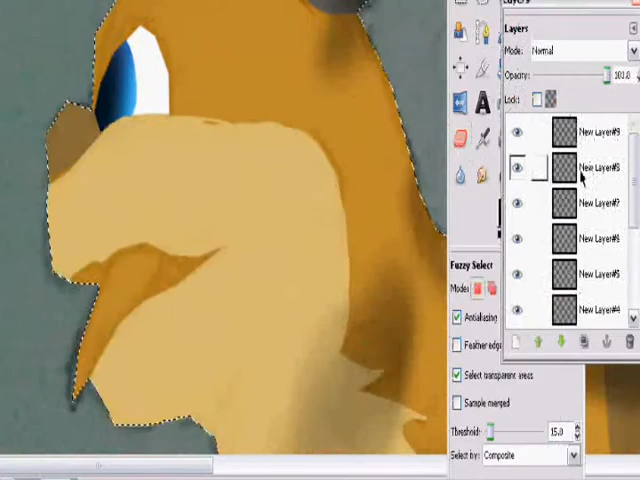 Layers
Mode: Normal
Opacity: 100.0
Lock:
New Layer#9
New Layer#8
New Layer#7
New Layer#6
New Layer#5
New Layer#4
A
Fuzzy Select
Mode:
Antialiasing
Feather edges
Select transparent areas
Sample merged
Threshold: 15.0
Select by: Composite